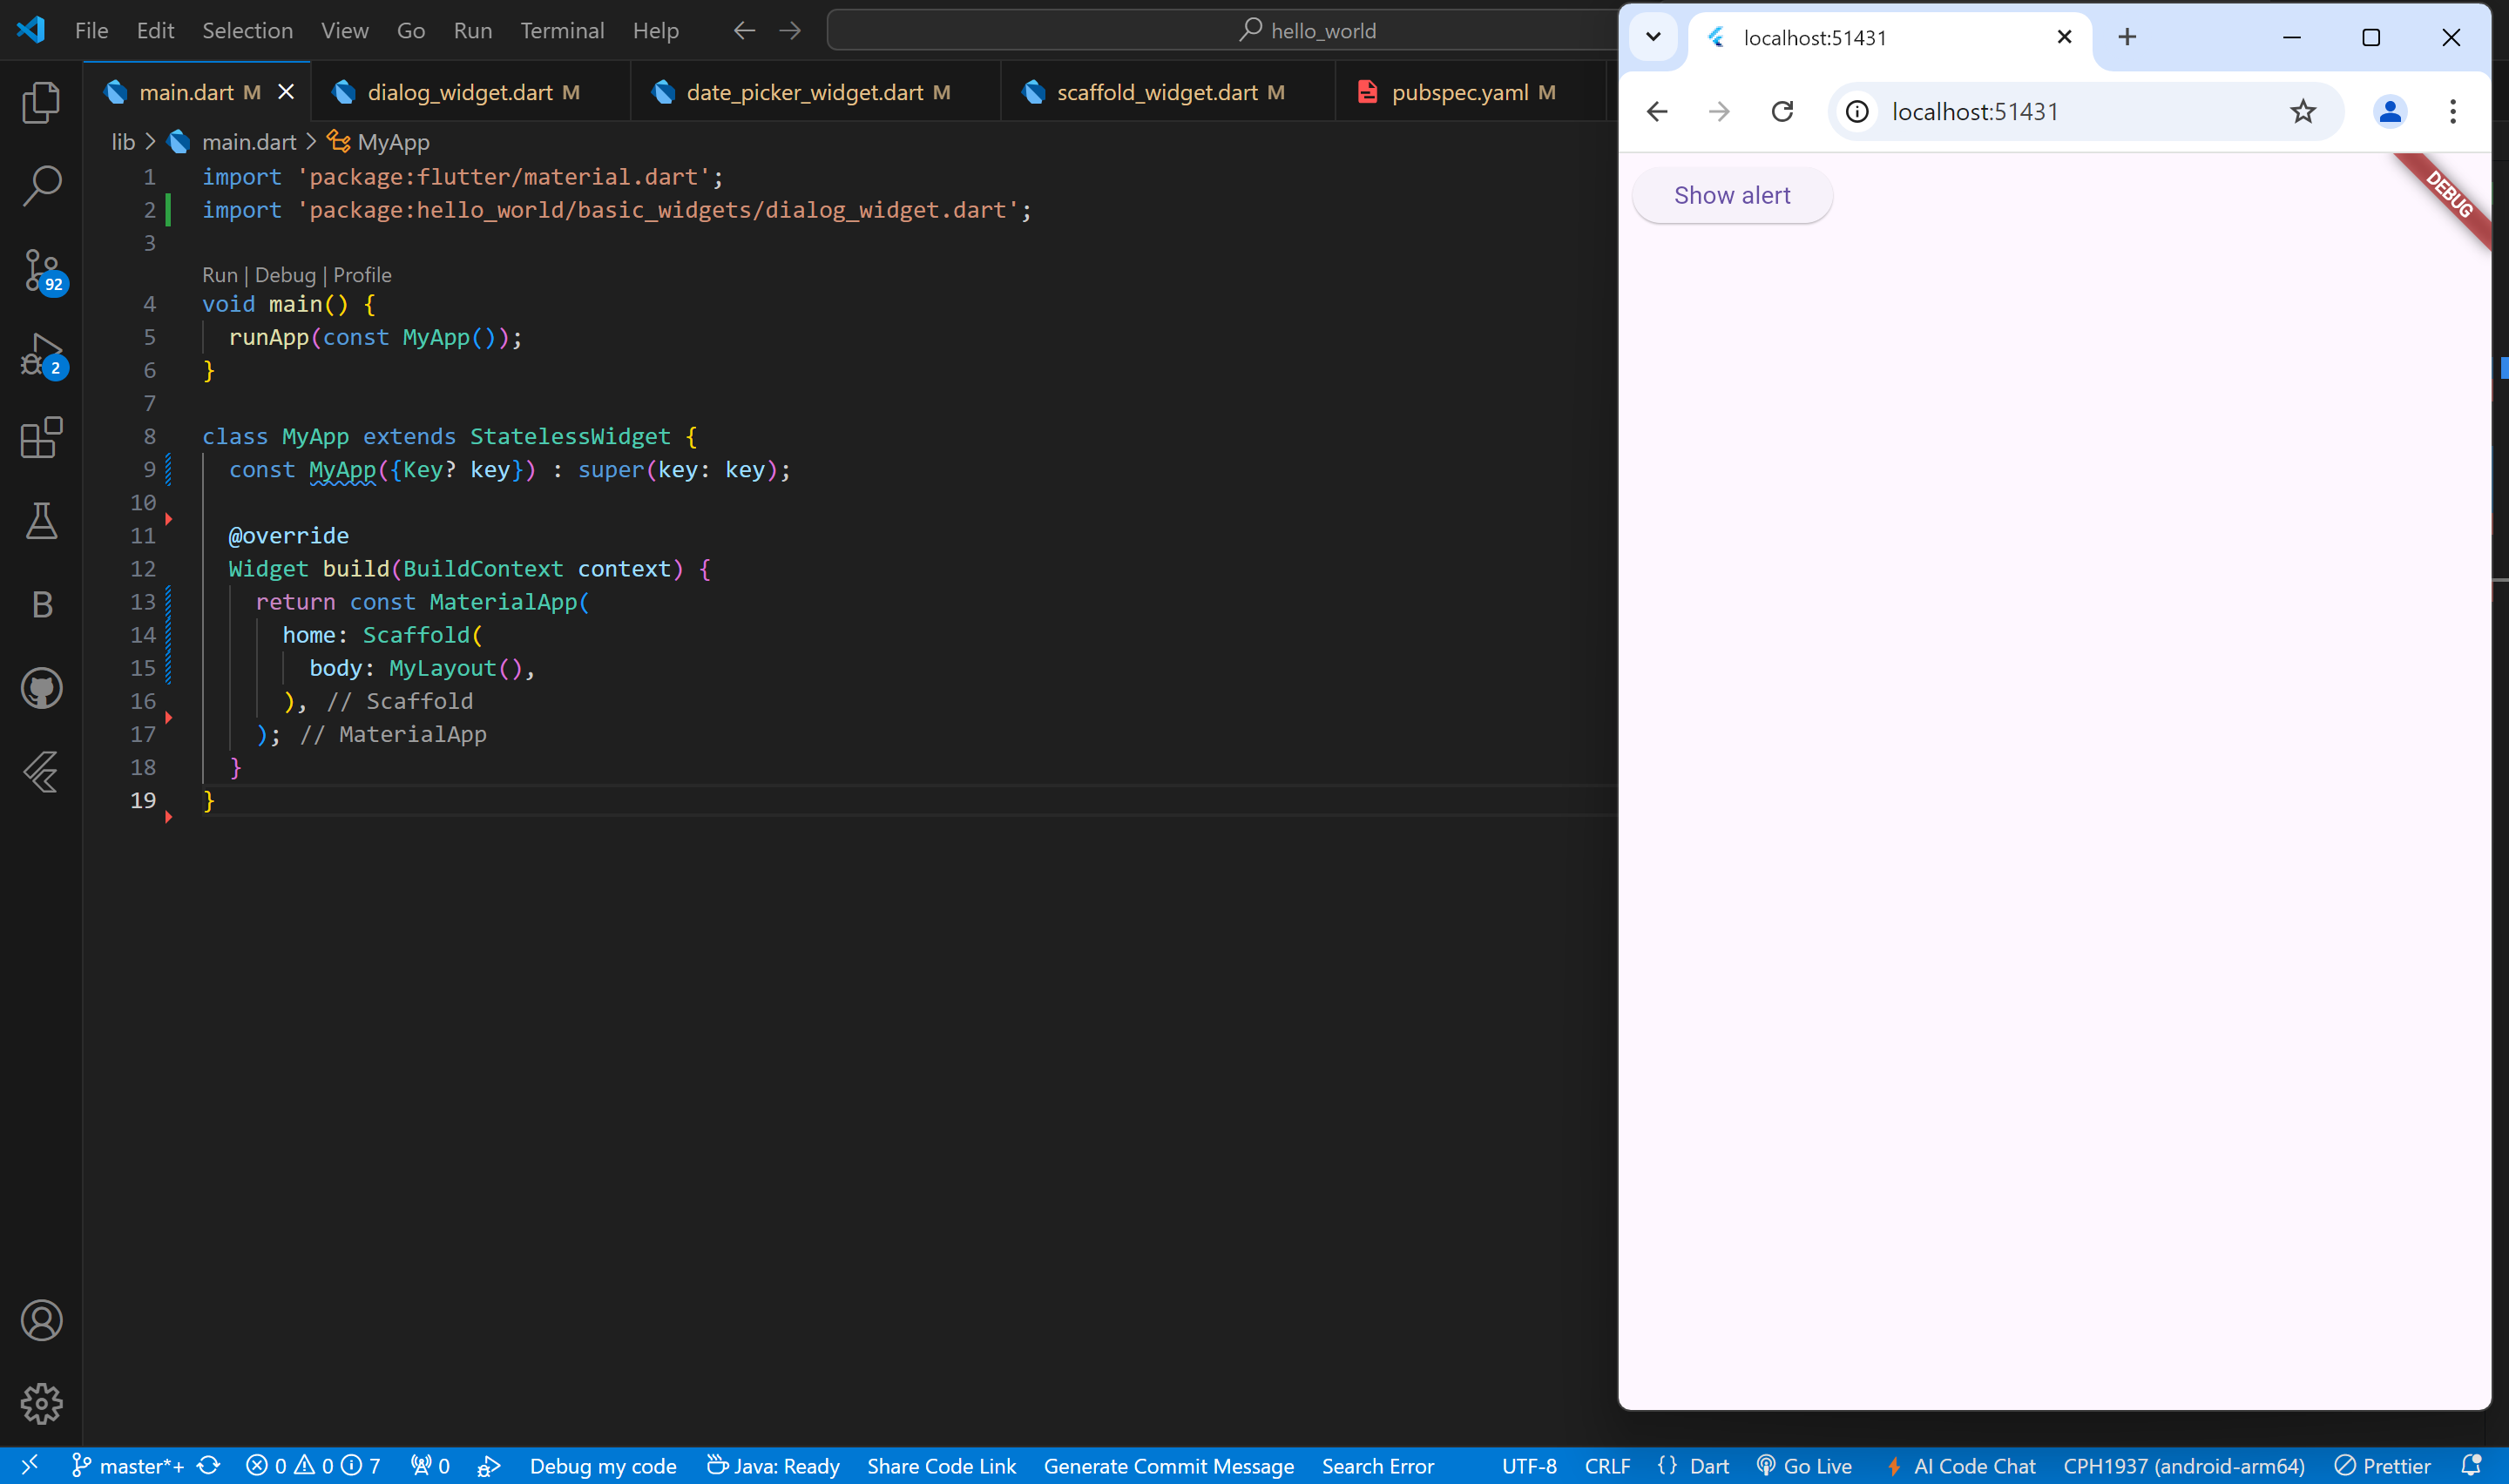 File Edit Selection View Go Run Terminal Help hello_world
main.dart M dialog_widget.dart M date_picker_widget.dart M scaffold_widget.dart M pubspec.yaml M
lib > main.dart > MyApp
1 import 'package:flutter/material.dart';
2 import 'package:hello_world/basic_widgets/dialog_widget.dart';
3
Run | Debug | Profile
4 void main() {
5 runApp(const MyApp());
6 }
7
8 class MyApp extends StatelessWidget {
9 const MyApp({Key? key}) : super(key: key);
10
11 @override
12 Widget build(BuildContext context) {
13 return const MaterialApp(
14 home: Scaffold(
15 body: MyLayout(),
16 ), // Scaffold
17 ); // MaterialApp
18 }
19 }
92
2
B
localhost:51431
localhost:51431
Show alert
DEBUG
master*+ 0 0 7 0 Debug my code Java: Ready Share Code Link Generate Commit Message Search Error UTF-8 CRLF {} Dart Go Live AI Code Chat CPH1937 (android-arm64) Prettier